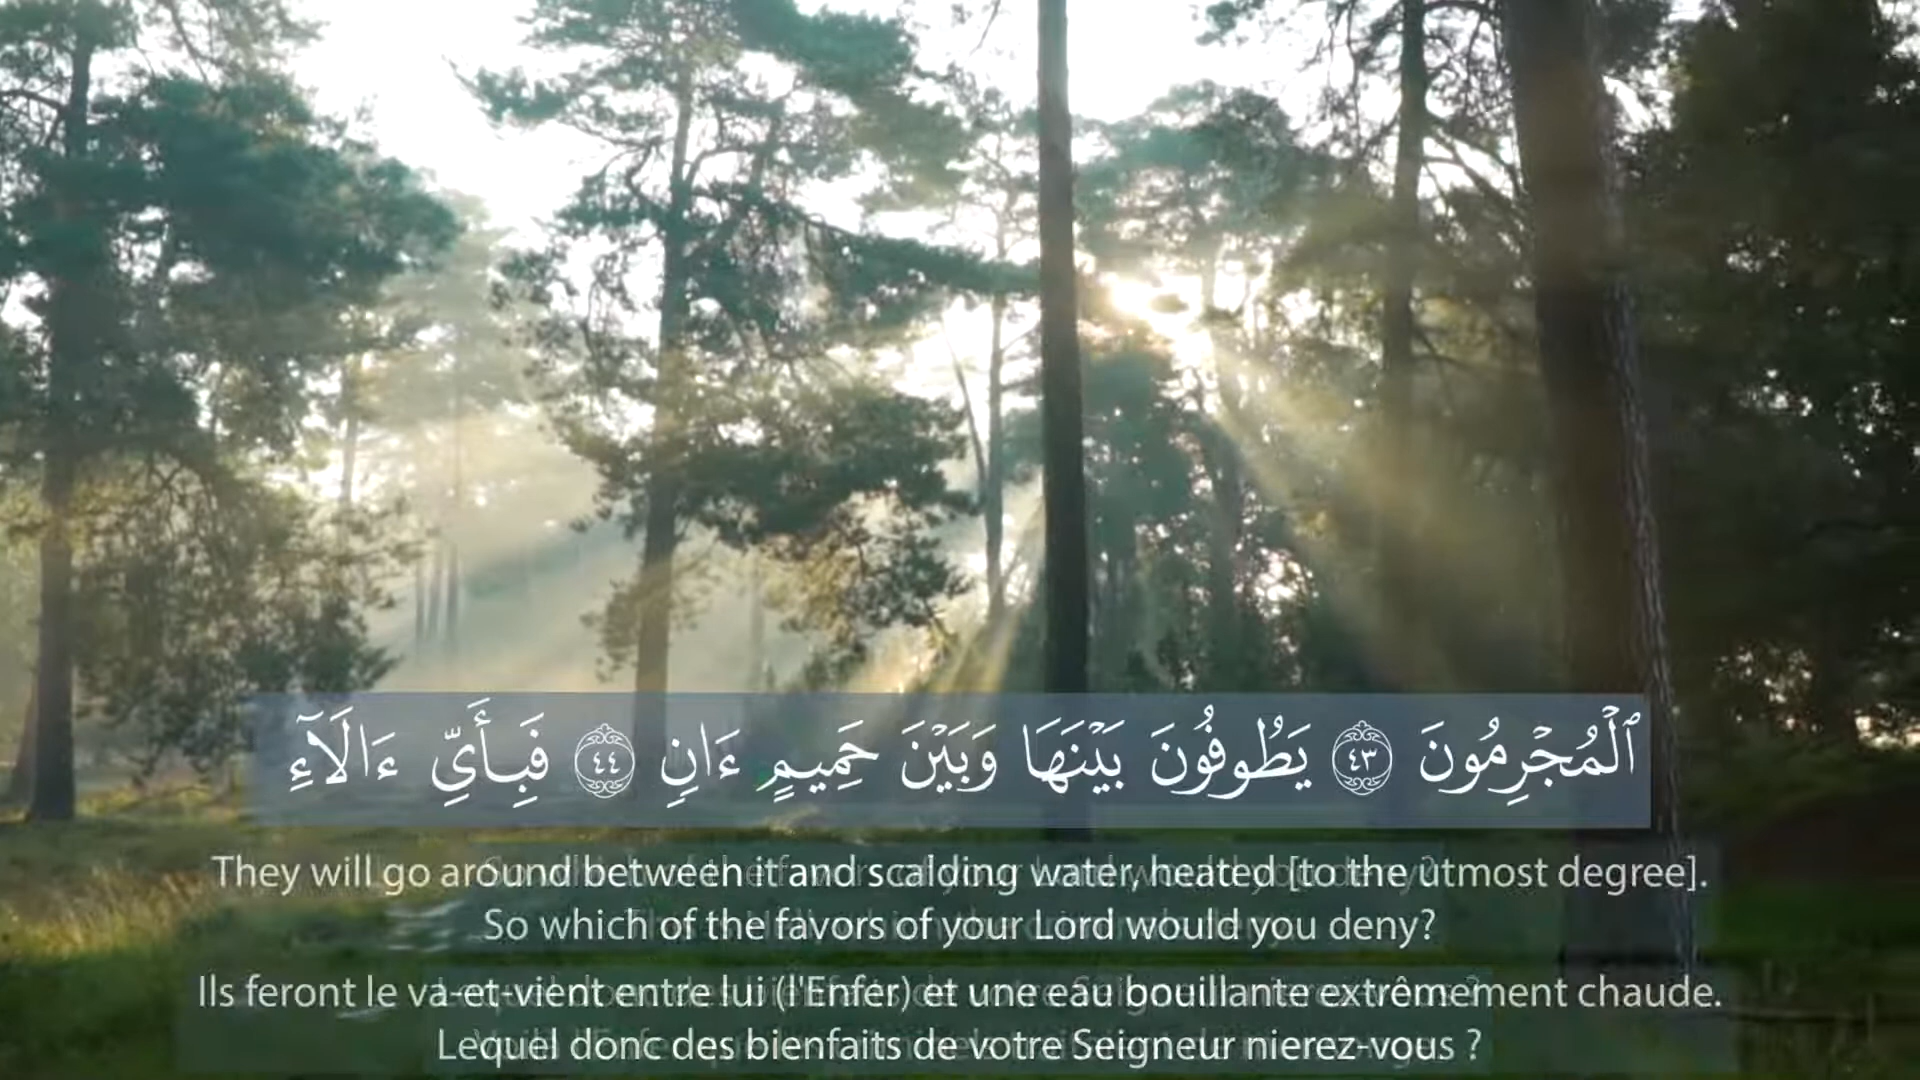 ٱلۡمُجۡرِمُونَ ٤٣ يَطُوفُونَ بَيۡنَهَا وَبَيۡنَ حَمِيمٍ ءَانٖ ٤٤ فَبِأَيِّ ءَالَآءِ
They will go around between it and scalding water, heated [to the utmost degree].
So which of the favors of your Lord would you deny?
Ils feront le va-et-vient entre lui (l'Enfer) et une eau bouillante extrêmement chaude.
Lequel donc des bienfaits de votre Seigneur nierez-vous ?